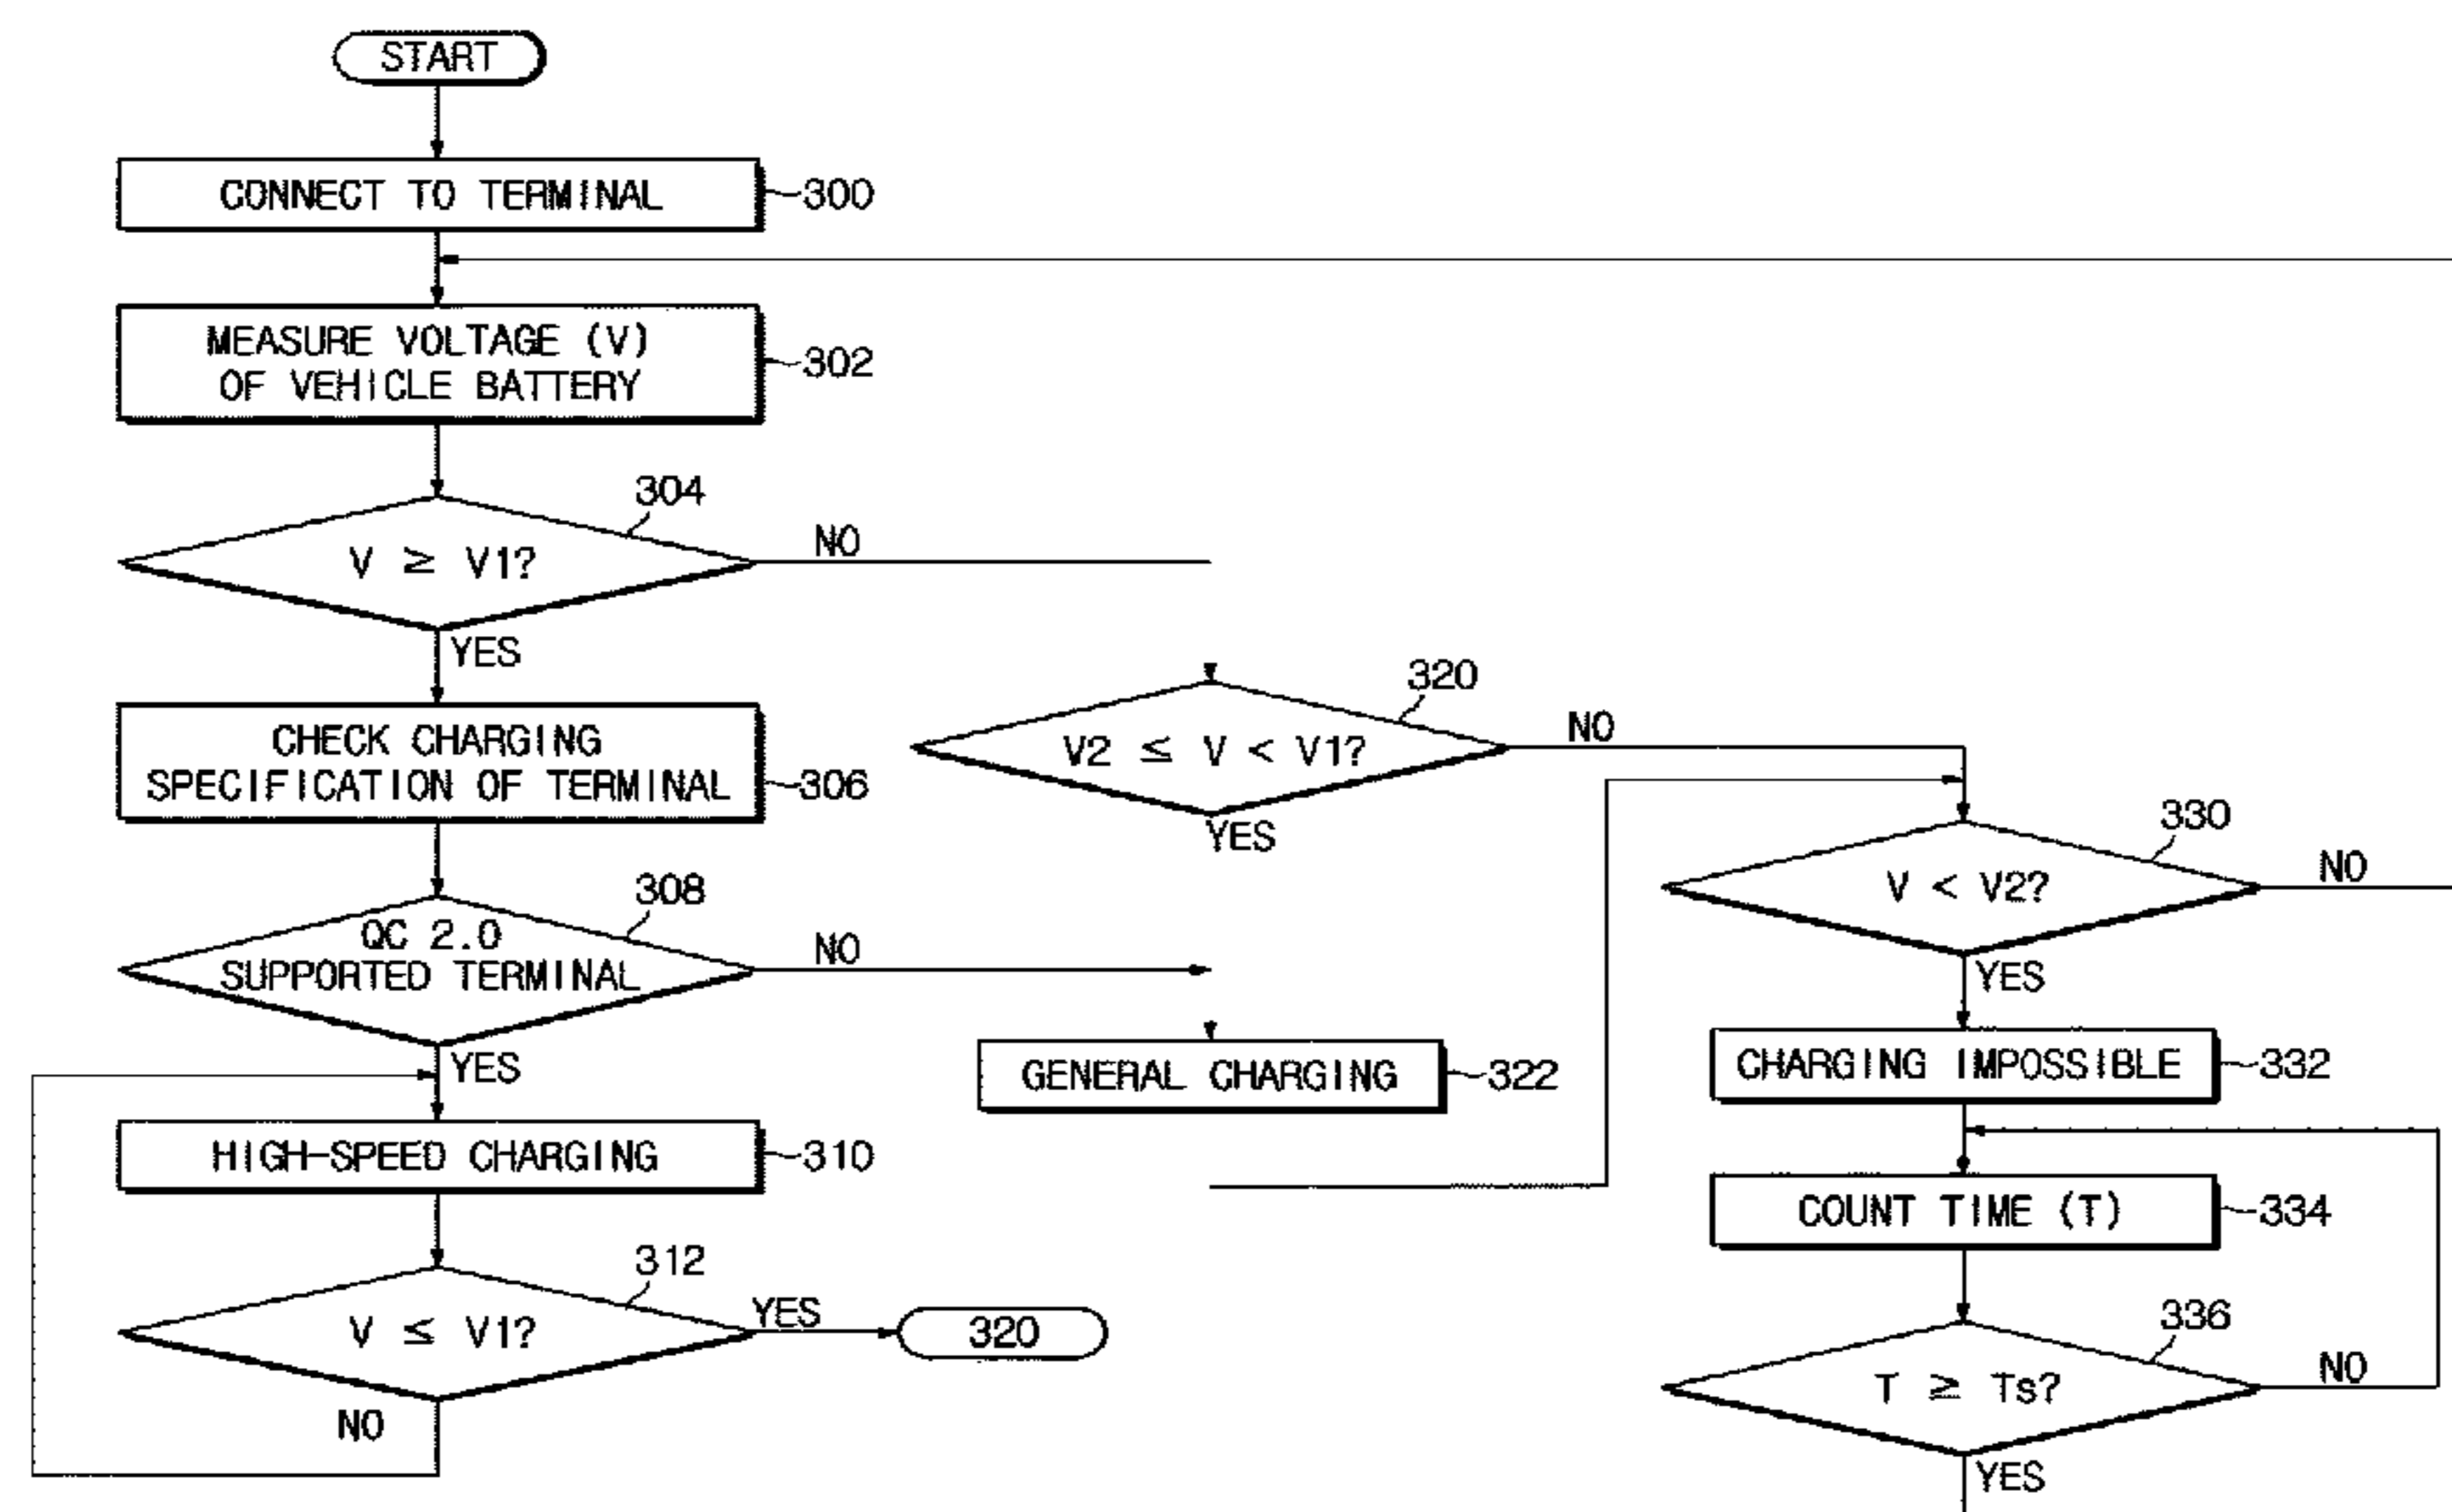 START
CONNECT TO TERMINAL
300
MEASURE VOLTAGE (V)
OF VEHICLE BATTERY
302
304
V ≥ V1?
NO
YES
CHECK CHARGING
SPECIFICATION OF TERMINAL
306
308
QC 2.0
SUPPORTED TERMINAL
NO
YES
HIGH-SPEED CHARGING
310
312
V ≤ V1?
YES
320
NO
320
V2 ≤ V < V1?
NO
YES
GENERAL CHARGING
322
330
V < V2?
NO
YES
CHARGING IMPOSSIBLE
332
COUNT TIME (T)
334
336
T ≥ Ts?
NO
YES